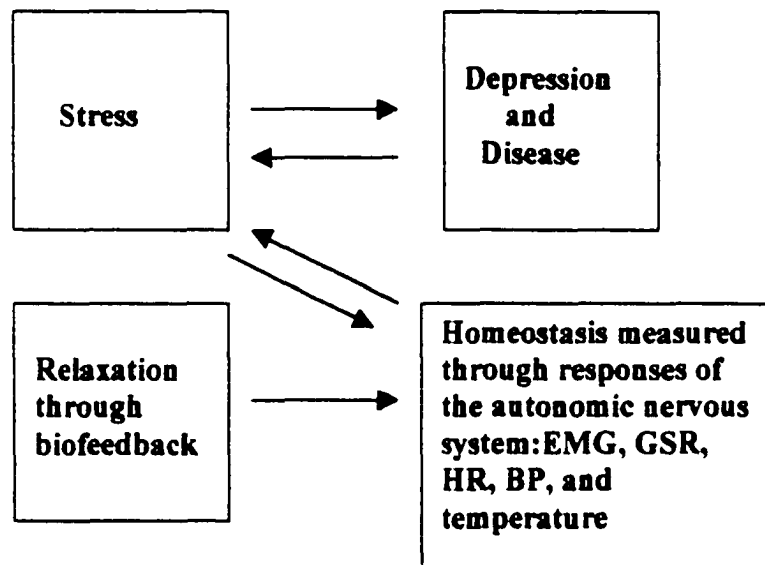 Stress
Depression
and
Disease
Relaxation
through
biofeedback
Homeostasis measured
through responses of
the autonomic nervous
system:EMG, GSR,
HR, BP, and
temperature